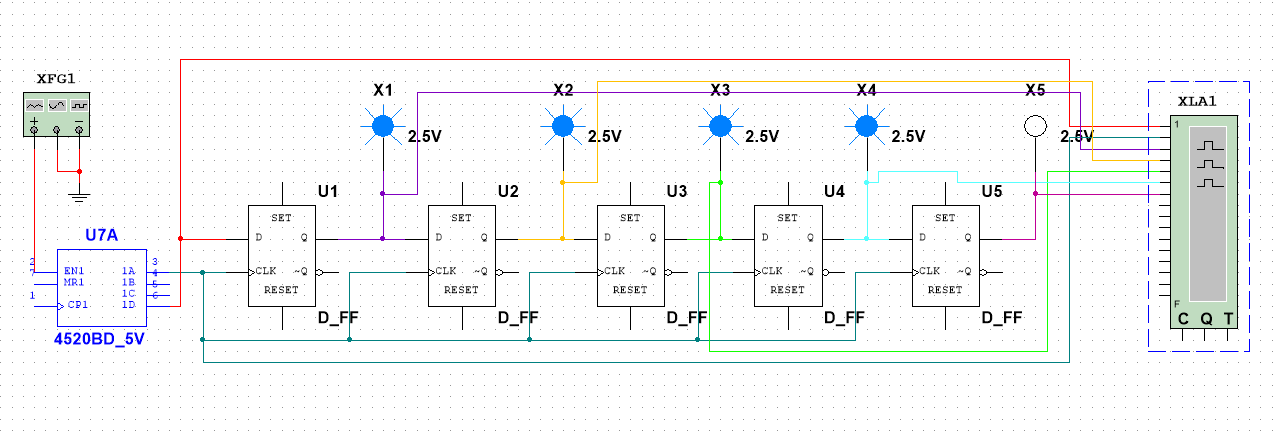 XFG1
X1
X2
X3
X4
X5
XLA1
2.5V
2.5V
2.5V
2.5V
2.5V
1
U1
U2
U3
U4
U5
SET
SET
SET
SET
SET
D Q
D Q
D Q
D Q
D Q
CLK ~Q
CLK ~Q
CLK ~Q
CLK ~Q
CLK ~Q
RESET
RESET
RESET
RESET
RESET
D_FF
D_FF
D_FF
D_FF
D_FF
U7A
2 EN1 1A 3
MR1 1B 4
1C 5
1 CP1 1D 6
4520BD_5V
F
C Q T